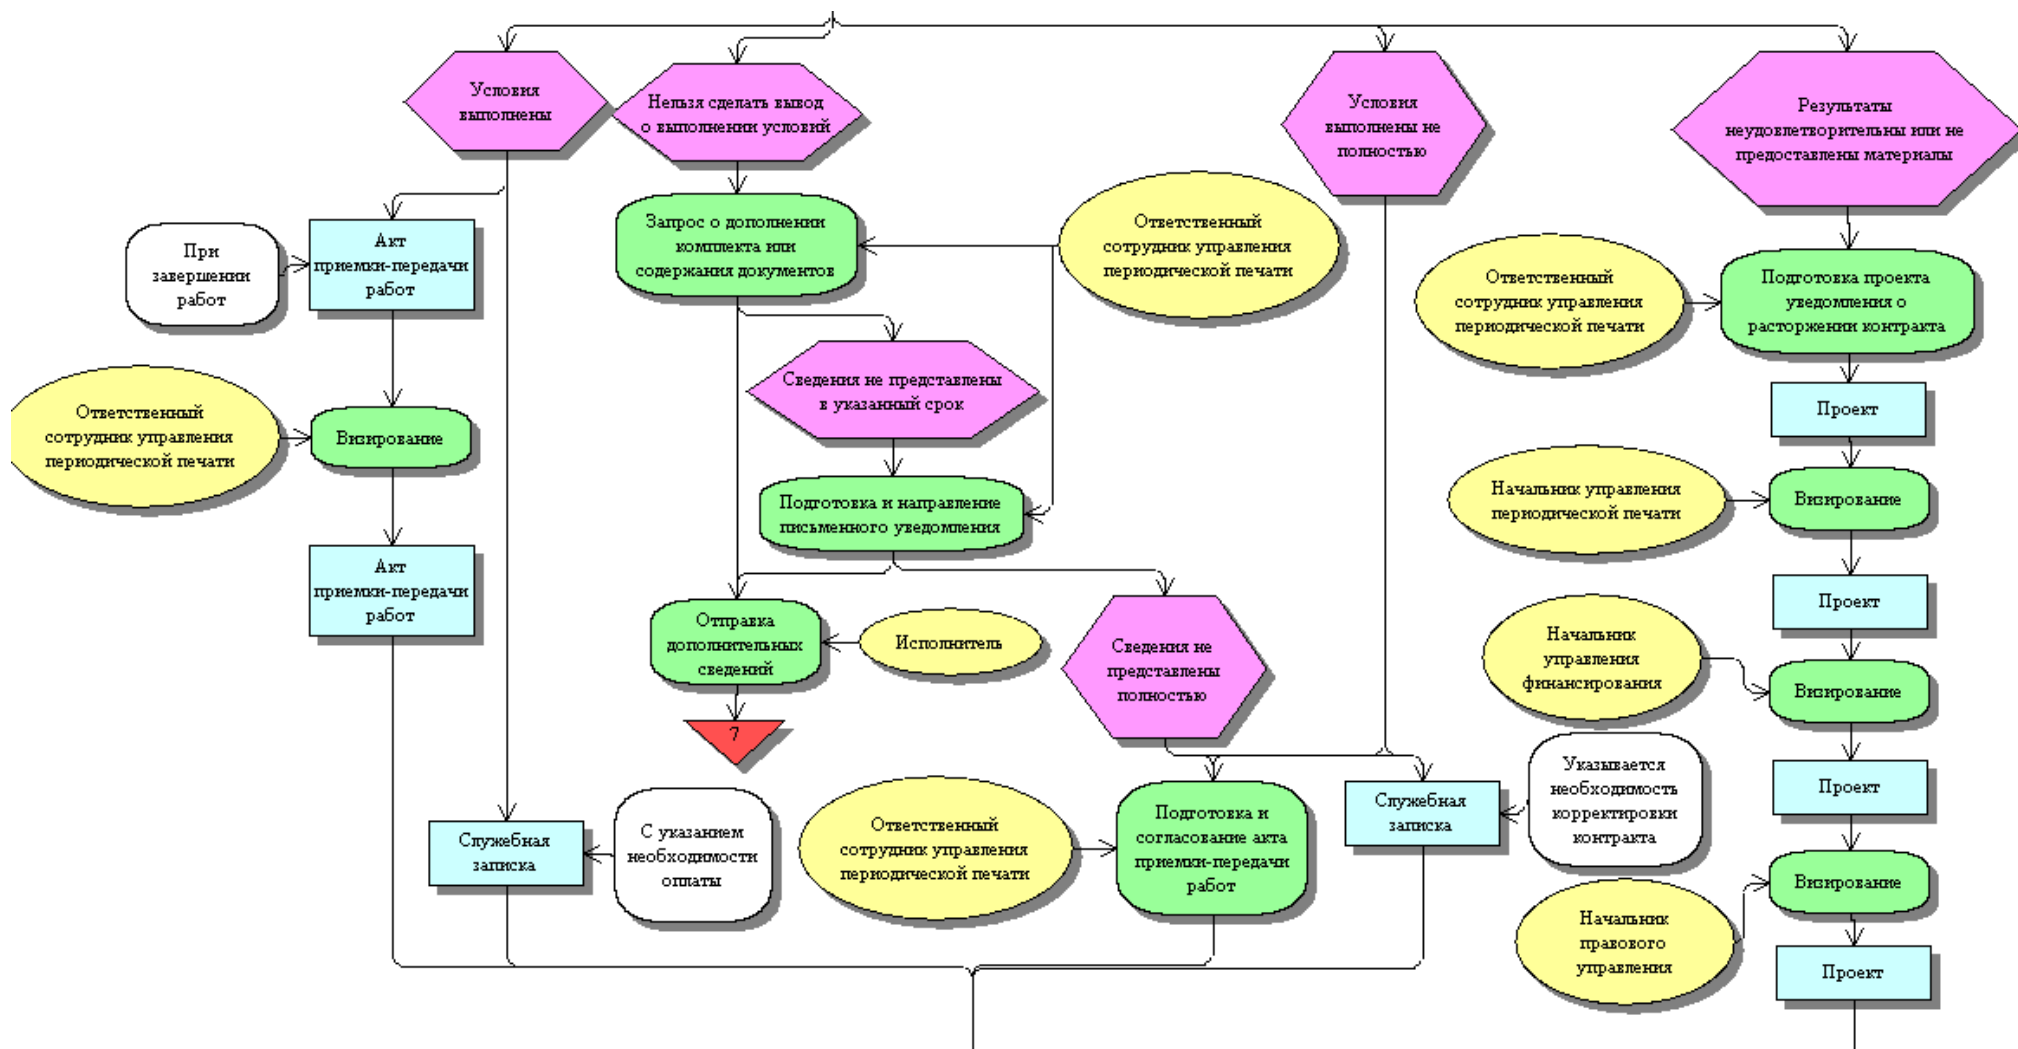 Условия
выполнены
Нельзя сделать вывод
о выполнении условий
Условия
выполнены не
полностью
Результаты
неудовлетворительны или не
предоставлены материалы
При
завершении
работ
Акт
приемки-передачи
работ
Запрос о дополнении
комплекта или
содержания документов
Ответственный
сотрудник управления
периодической печати
Ответственный
сотрудник управления
периодической печати
Подготовка проекта
уведомления о
расторжении контракта
Сведения не представлены
в указанный срок
Проект
Ответственный
сотрудник управления
периодической печати
Визирование
Подготовка и направление
письменного уведомления
Начальник управления
периодической печати
Визирование
Акт
приемки-передачи
работ
Проект
Отправка
дополнительных
сведений
Исполнитель
Сведения не
представлены
полностью
Начальник
управления
финансирования
Визирование
7
Указывается
необходимость
корректировки
контракта
Проект
Служебная
записка
С указанием
необходимости
оплаты
Ответственный
сотрудник управления
периодической печати
Подготовка и
согласование акта
приемки-передачи
работ
Служебная
записка
Визирование
Начальник
правового
управления
Проект